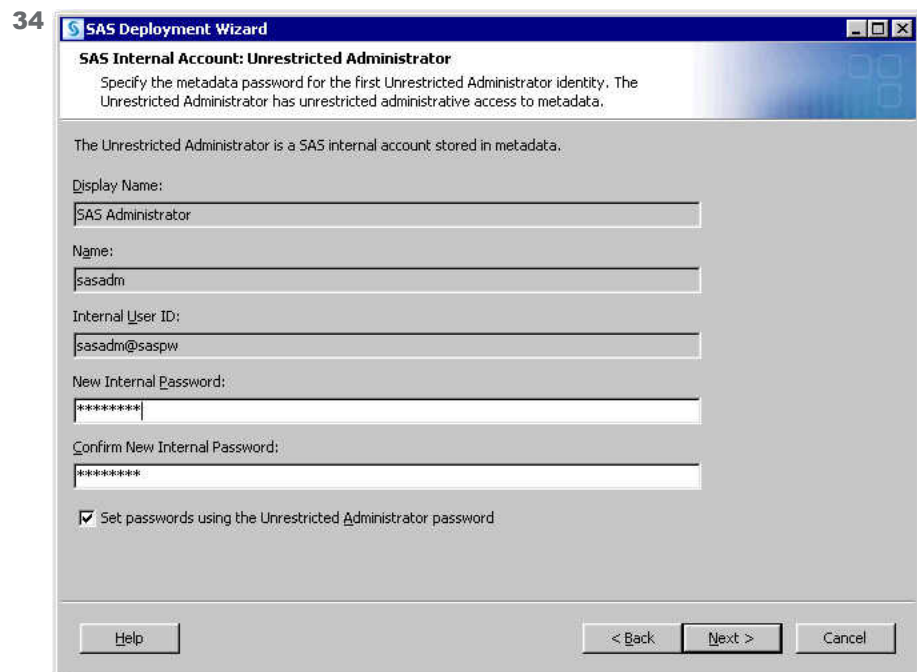 34
SAS Deployment Wizard
SAS Internal Account: Unrestricted Administrator
Specify the metadata password for the first Unrestricted Administrator identity. The
Unrestricted Administrator has unrestricted administrative access to metadata.
The Unrestricted Administrator is a SAS internal account stored in metadata.
Display Name:
SAS Administrator
Name:
sasadm
Internal User ID:
sasadm@saspw
New Internal Password:
********
Confirm New Internal Password:
********
Set passwords using the Unrestricted Administrator password
Help < Back Next > Cancel